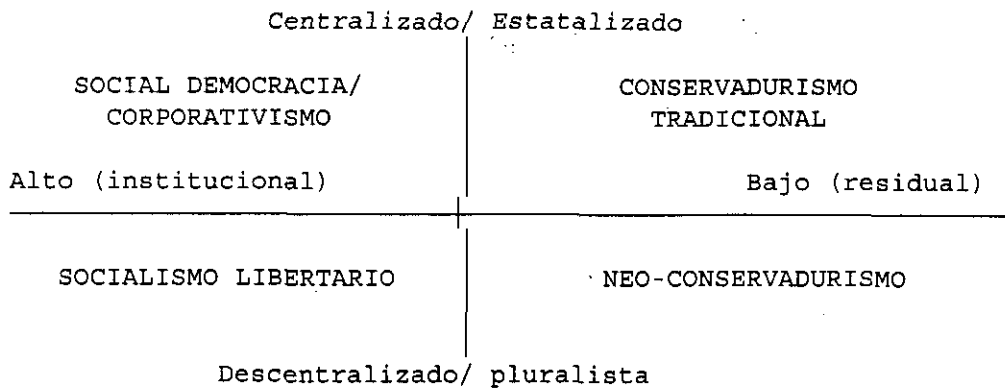 Centralizado/ Estatalizado
SOCIAL DEMOCRACIA/
CORPORATIVISMO
CONSERVADURISMO
TRADICIONAL
Alto (institucional)
Bajo (residual)
SOCIALISMO LIBERTARIO
NEO-CONSERVADURISMO
Descentralizado/ pluralista